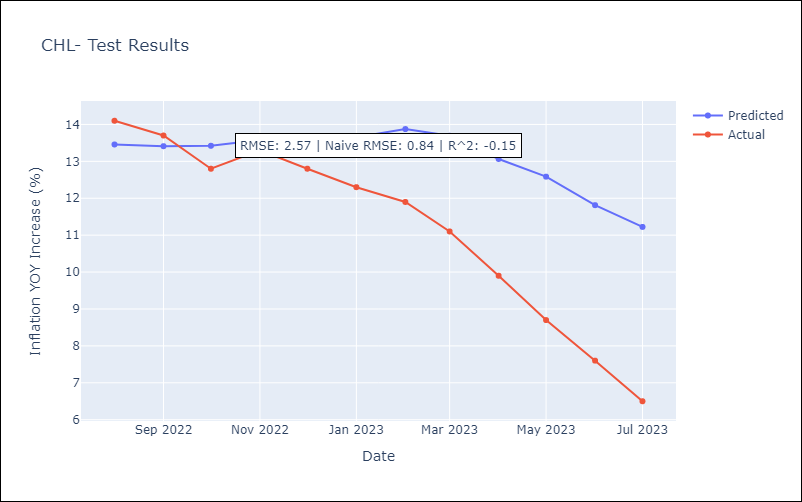 CHL- Test Results
Predicted
Actual
RMSE: 2.57 | Naive RMSE: 0.84 | R^2: -0.15
Inflation YOY Increase (%)
14
13
12
11
10
9
8
7
6
Sep 2022
Nov 2022
Jan 2023
Mar 2023
May 2023
Jul 2023
Date